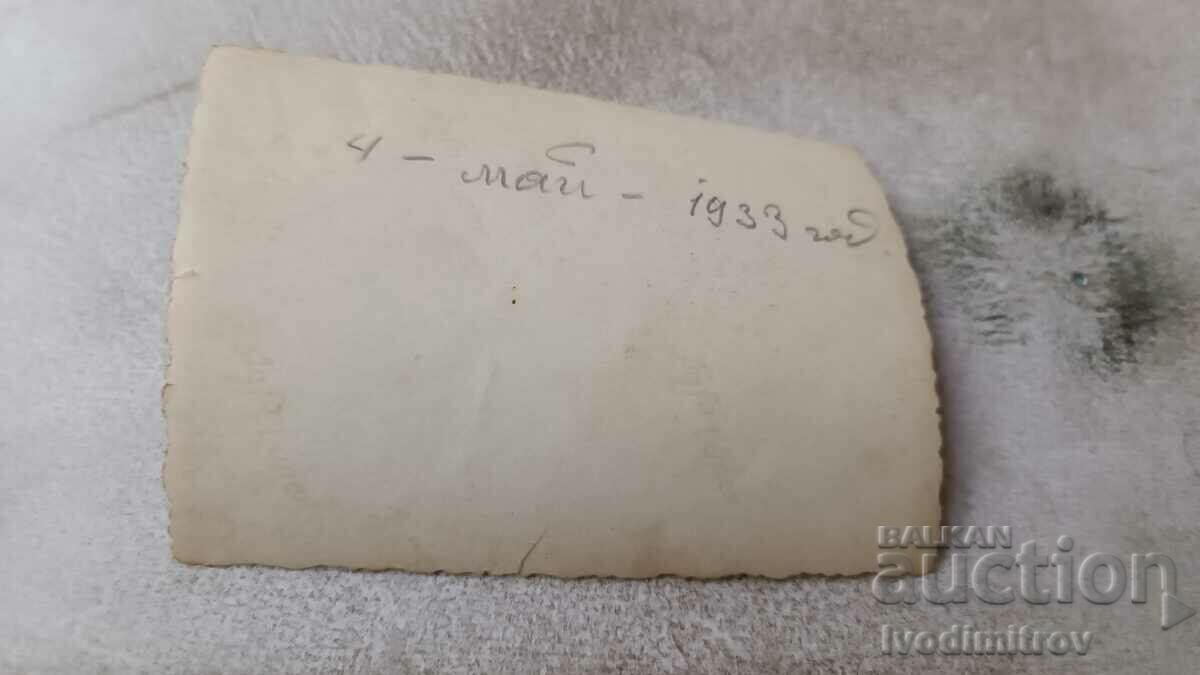 4 - май - 1933 год
BALKAN
auction
Ivodimitrov